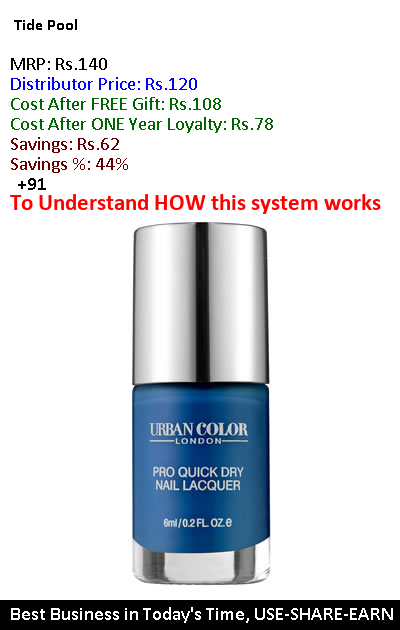 Tide Pool
MRP: Rs.140
Distributor Price: Rs.120
Cost After FREE Gift: Rs.108
Cost After ONE Year Loyalty: Rs.78
Savings: Rs.62
Savings %: 44%
+91
To Understand HOW this system works
URBAN COLOR
LONDON
PRO QUICK DRY
NAIL LACQUER
6ml/0.2 FL. OZ.e
Best Business in Today's Time, USE-SHARE-EARN